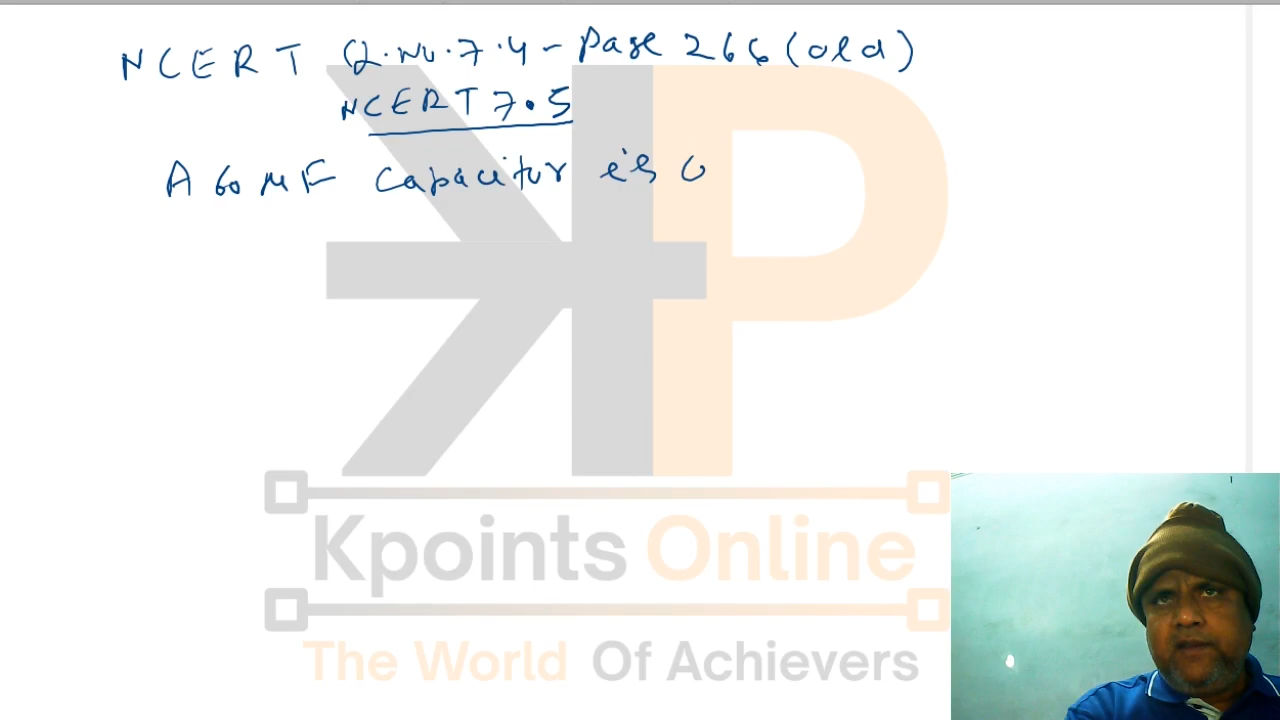 NCERT Q.No.7.4 - Page 266 (old)
NCERT 7.5
A 60 μF capacitor is c
KP
Kpoints Online
The World Of Achievers